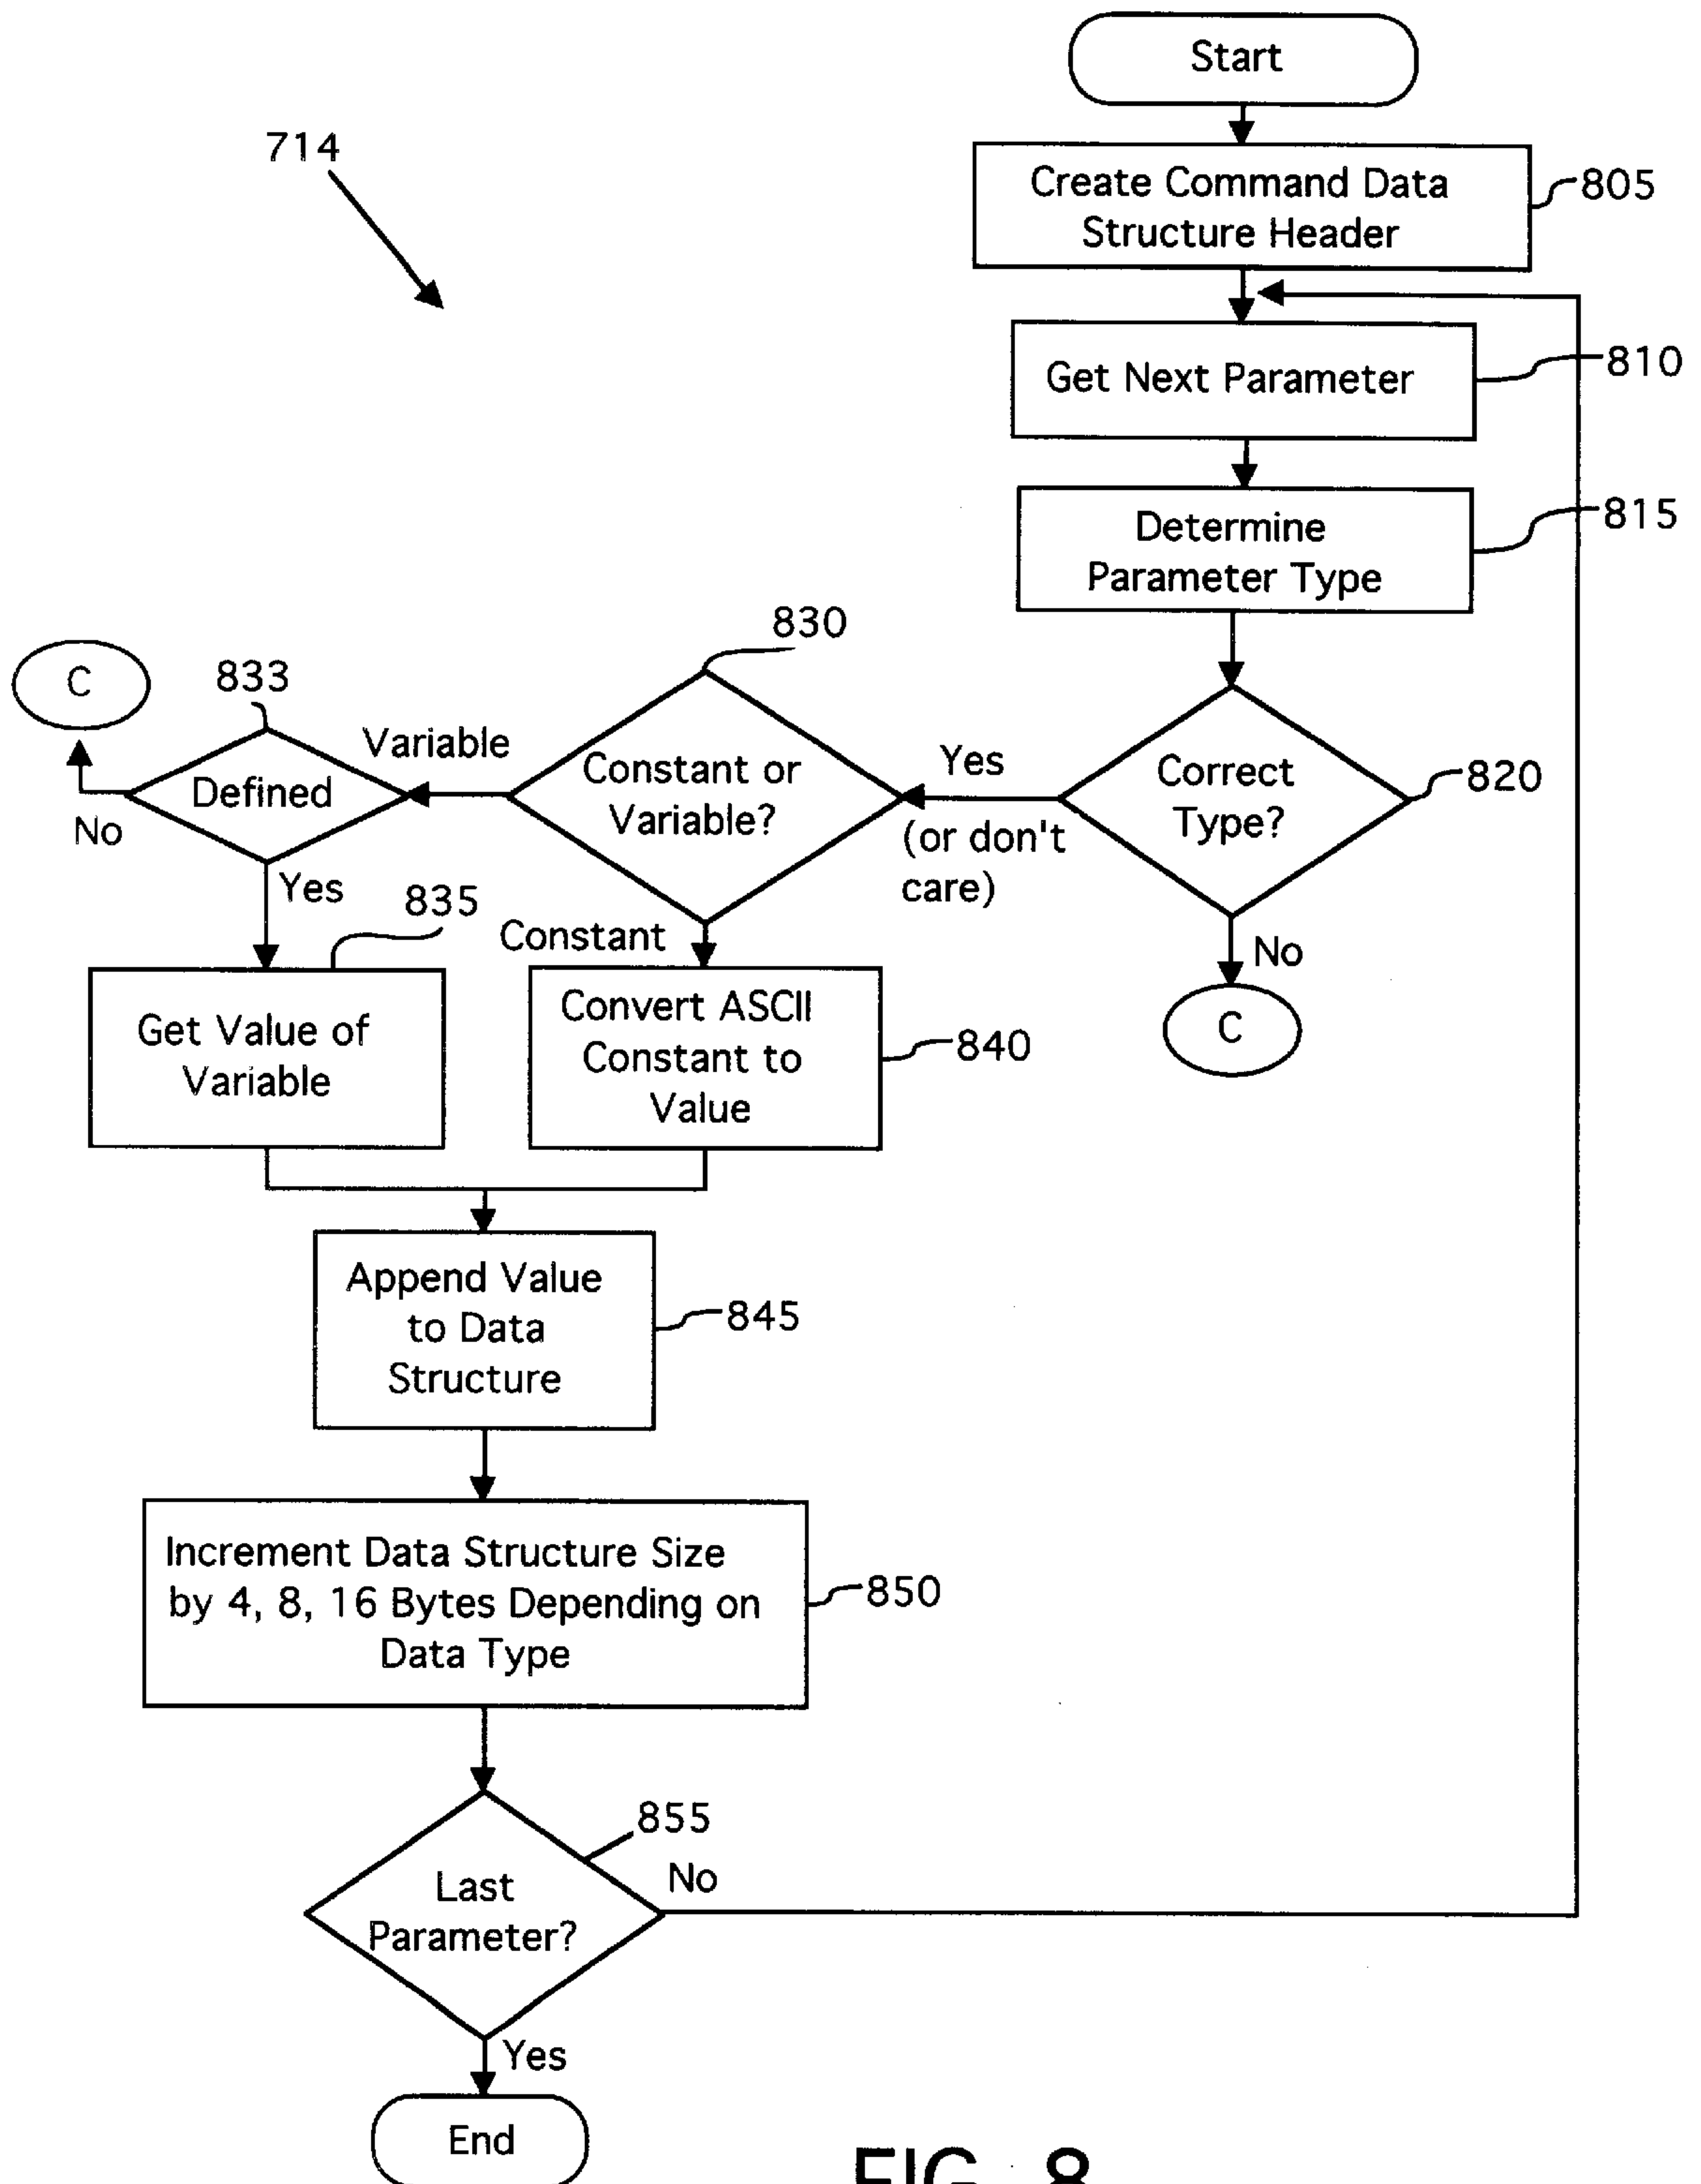 Start
714
Create Command Data
Structure Header
805
Get Next Parameter
810
Determine
Parameter Type
815
830
C
833
Variable
Defined
No
Constant or
Variable?
Yes
(or don't
care)
Correct
Type?
820
Yes
835
Constant
No
C
Get Value of
Variable
Convert ASCII
Constant to
Value
840
Append Value
to Data
Structure
845
Increment Data Structure Size
by 4, 8, 16 Bytes Depending on
Data Type
850
855
Last
Parameter?
No
Yes
End
FIG. 8